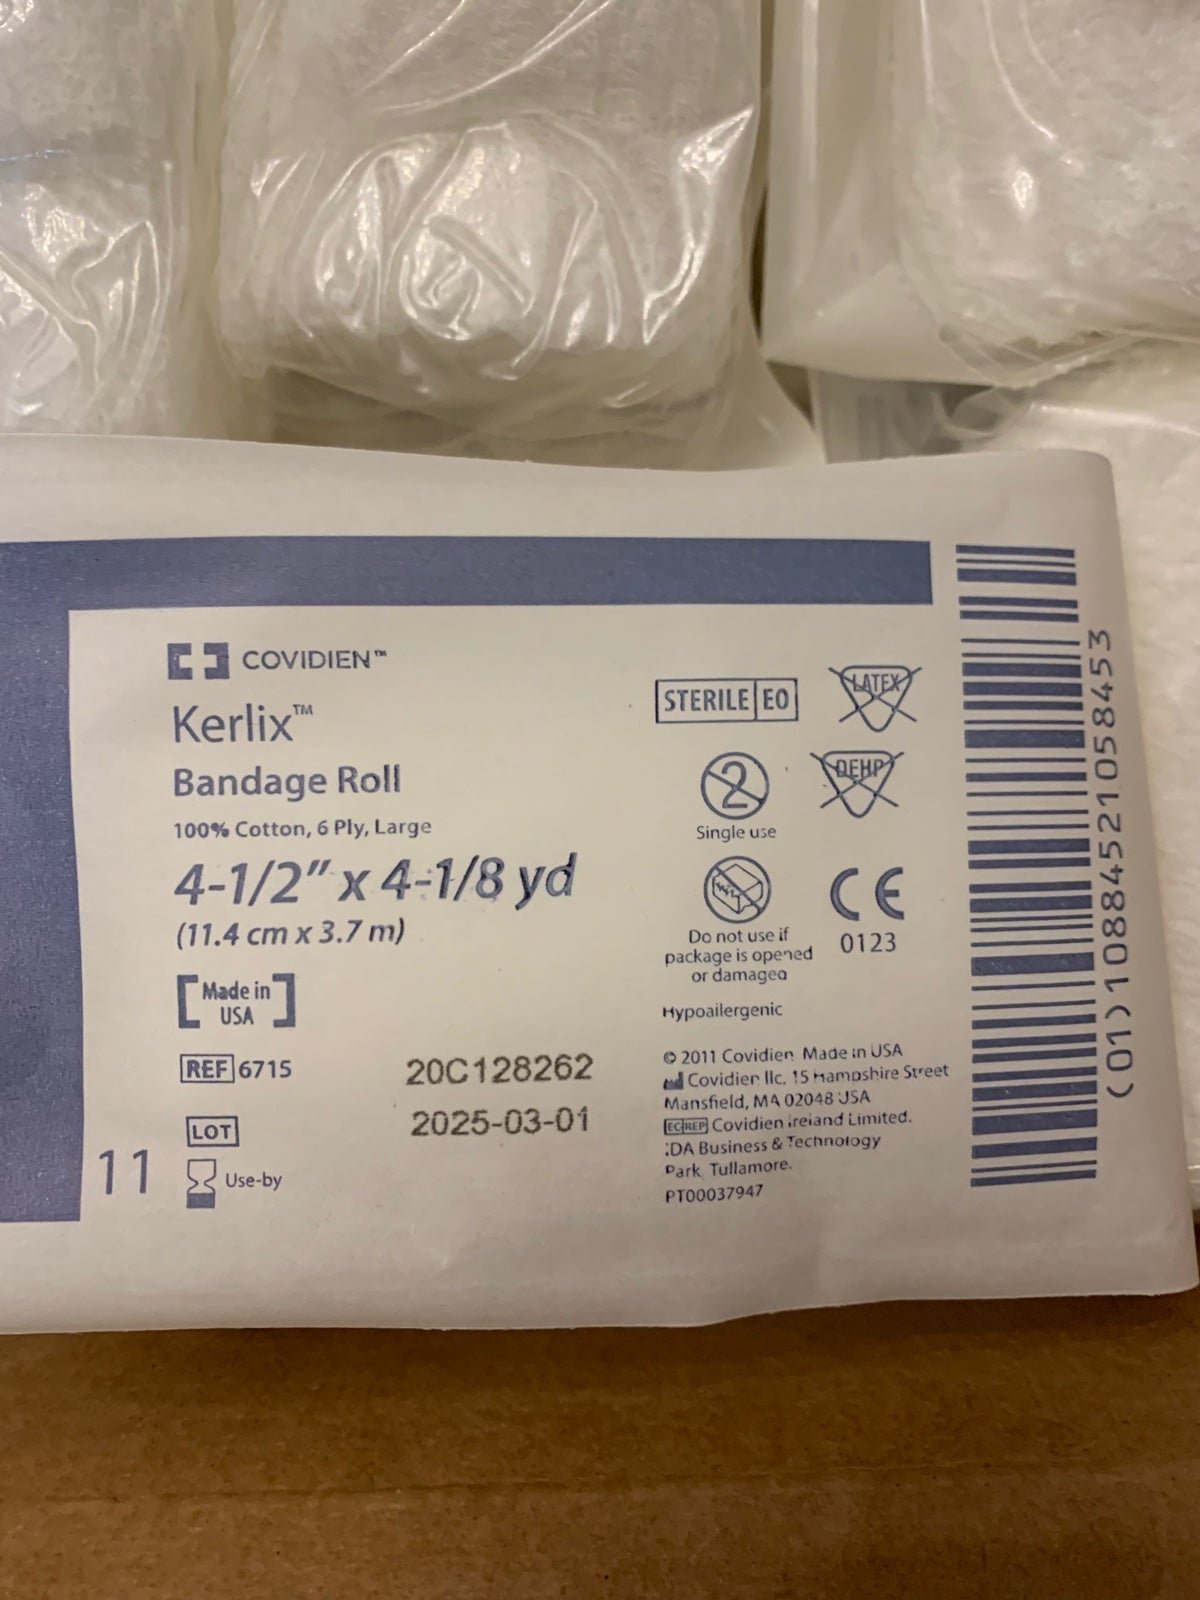 COVIDIEN™
Kerlix™
Bandage Roll
100% Cotton, 6 Ply, Large
4-1/2″ x 4-1/8 yd
(11.4 cm x 3.7 m)
Made in
USA
REF 6715
20C128262
LOT
2025-03-01
11
Use-by
STERILE EO
LATEX
2
DEHP
Single use
Do not use if
package is opened
or damaged
CE
0123
Hypoallergenic
© 2011 Covidien. Made in USA
Covidien llc, 15 Hampshire Street
Mansfield, MA 02048 USA
EC REP Covidien Ireland Limited.
IDA Business & Technology
Park, Tullamore.
PT00037947
(01)10884521058453